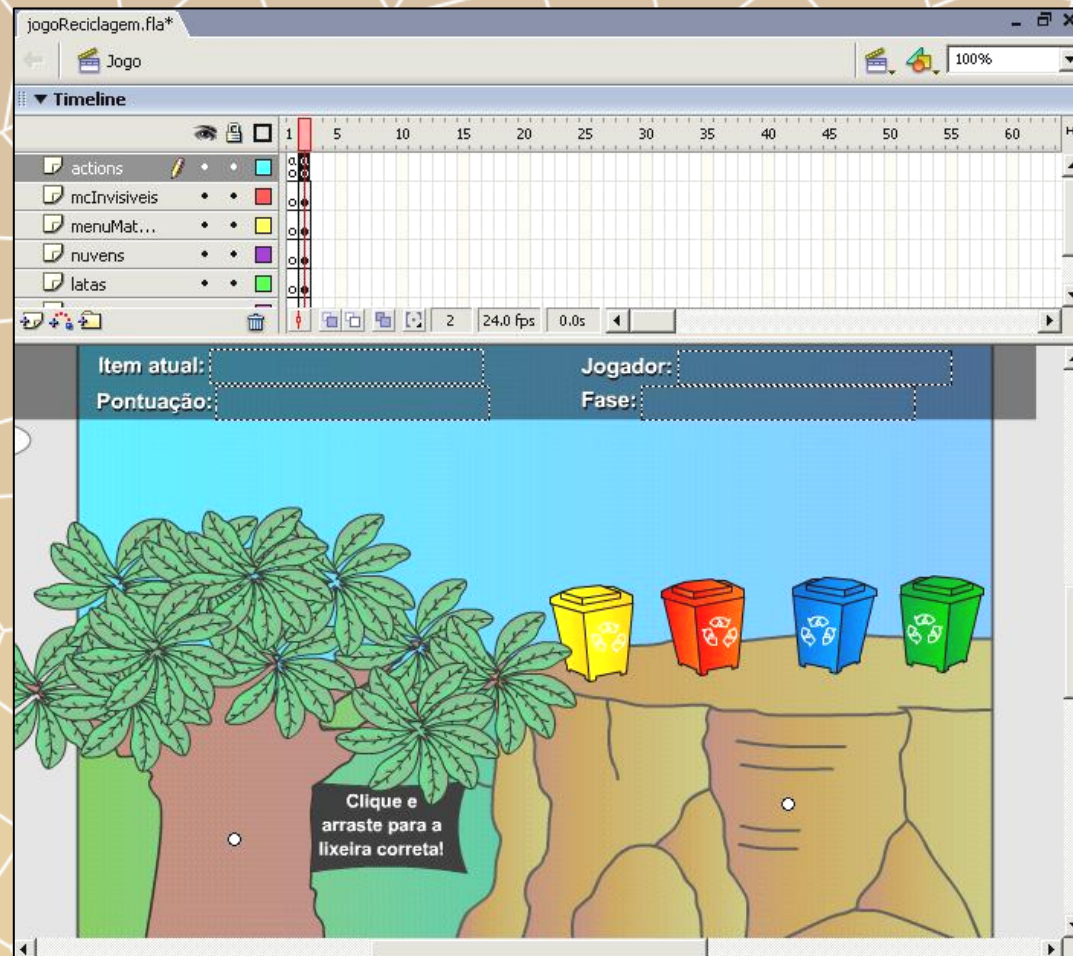 jogoReciclagem.fla*
Jogo
100%
Timeline
1 5 10 15 20 25 30 35 40 45 50 55 60
actions
mcInvisiveis
menuMat...
nuvens
latas
2 24.0 fps 0.0s
Item atual: Jogador:
Pontuação: Fase:
Clique e
arraste para a
lixeira correta!